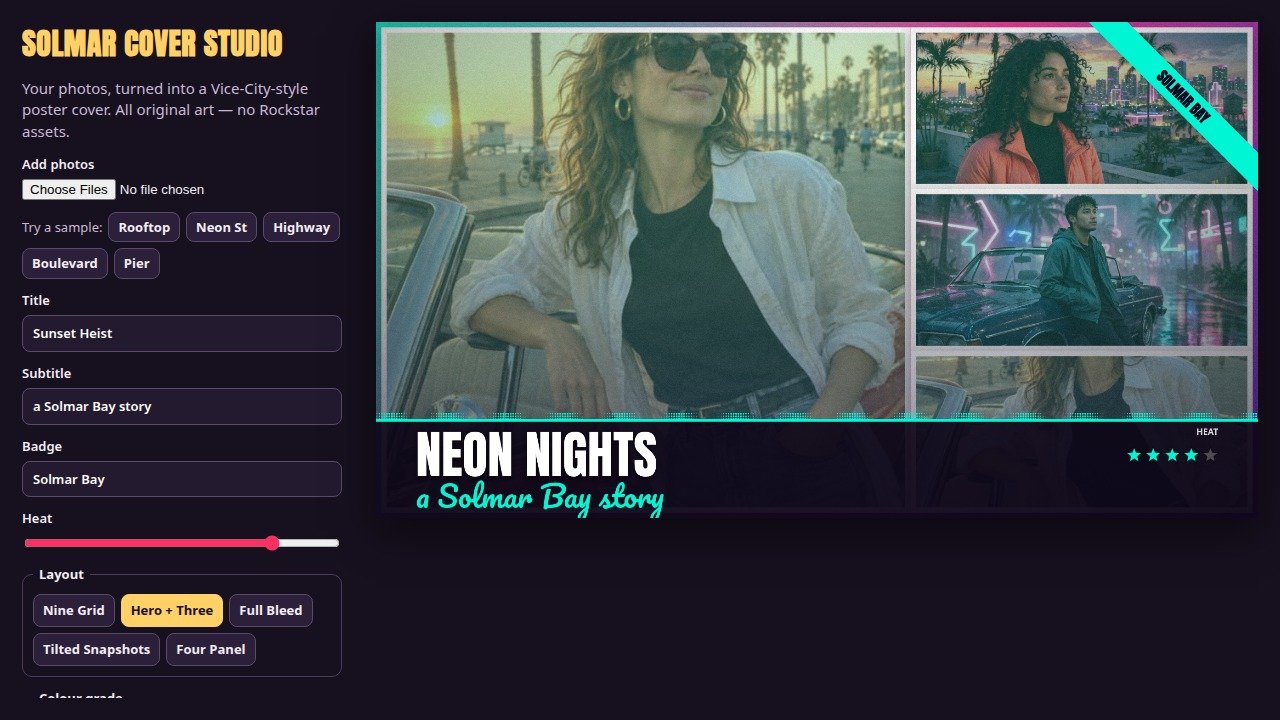 SOLMAR COVER STUDIO
Your photos, turned into a Vice-City-style
poster cover. All original art — no Rockstar
assets.
Add photos
Choose Files No file chosen
Try a sample: Rooftop Neon St Highway
Boulevard Pier
Title
Sunset Heist
Subtitle
a Solmar Bay story
Badge
Solmar Bay
Heat
Layout
Nine Grid Hero + Three Full Bleed
Tilted Snapshots Four Panel
Colour grade
SOLMAR BAY
NEON NIGHTS
a Solmar Bay story
HEAT